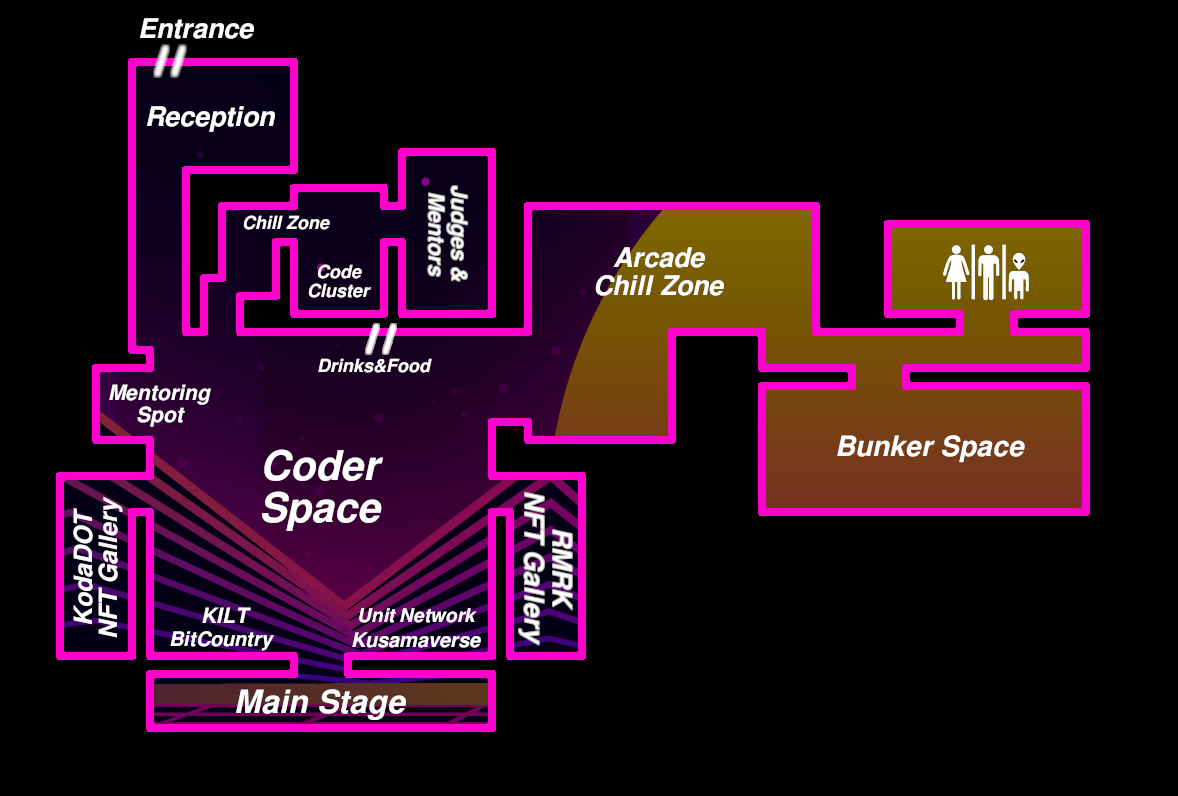 Entrance
Reception
Chill Zone
Code
Cluster
Judges &
Mentors
Arcade
Chill Zone
Drinks&Food
Mentoring
Spot
Coder
Space
Bunker Space
KodaDOT
NFT Gallery
RMRK
NFT Gallery
KILT
BitCountry
Unit Network
Kusamaverse
Main Stage